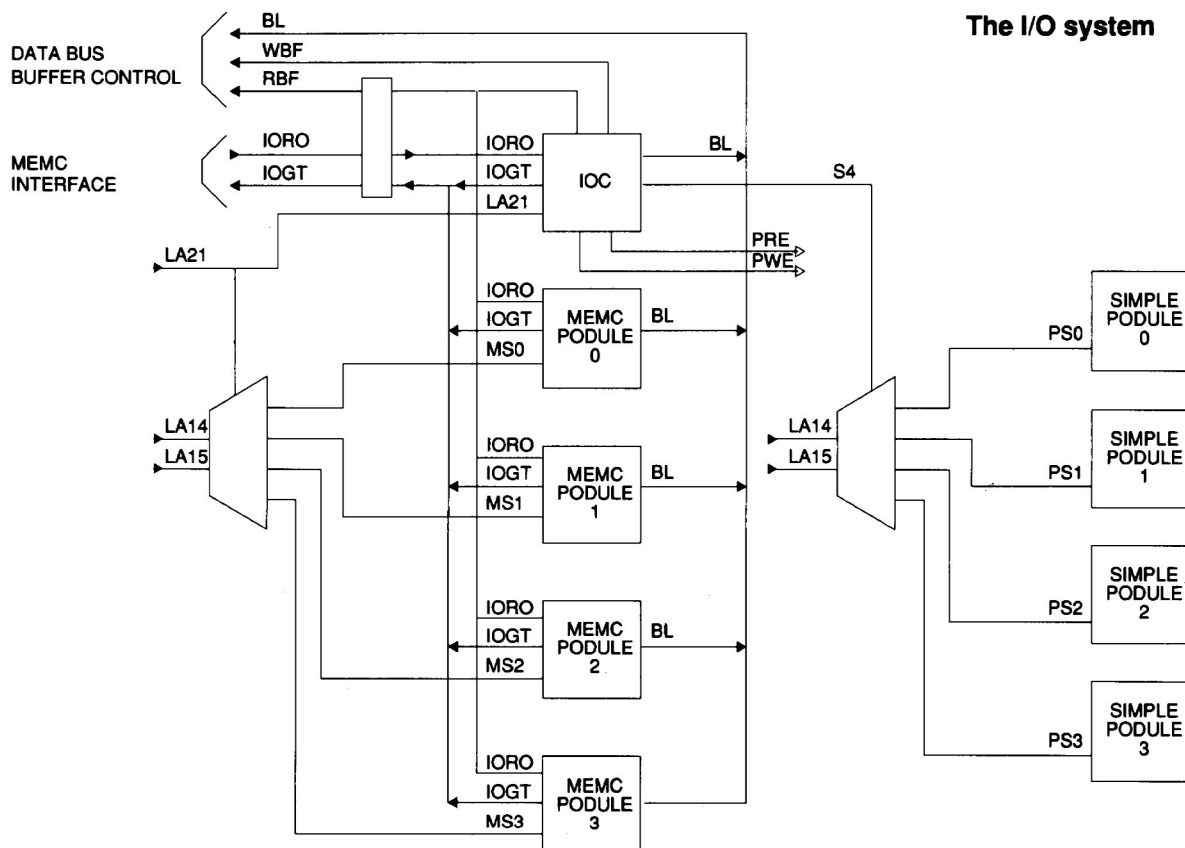 The I/O system
BL
DATA BUS
BUFFER CONTROL
WBF
RBF
IORO
MEMC
INTERFACE
IOGT
IORO
IOGT
LA21
IOC
BL
S4
LA21
PRE
PWE
IORO
IOGT
MS0
MEMC
PODULE
0
BL
SIMPLE
PODULE
0
PS0
LA14
LA15
IORO
IOGT
MS1
MEMC
PODULE
1
BL
LA14
LA15
SIMPLE
PODULE
1
PS1
IORO
IOGT
MS2
MEMC
PODULE
2
BL
SIMPLE
PODULE
2
PS2
IORO
IOGT
MS3
MEMC
PODULE
3
SIMPLE
PODULE
3
PS3